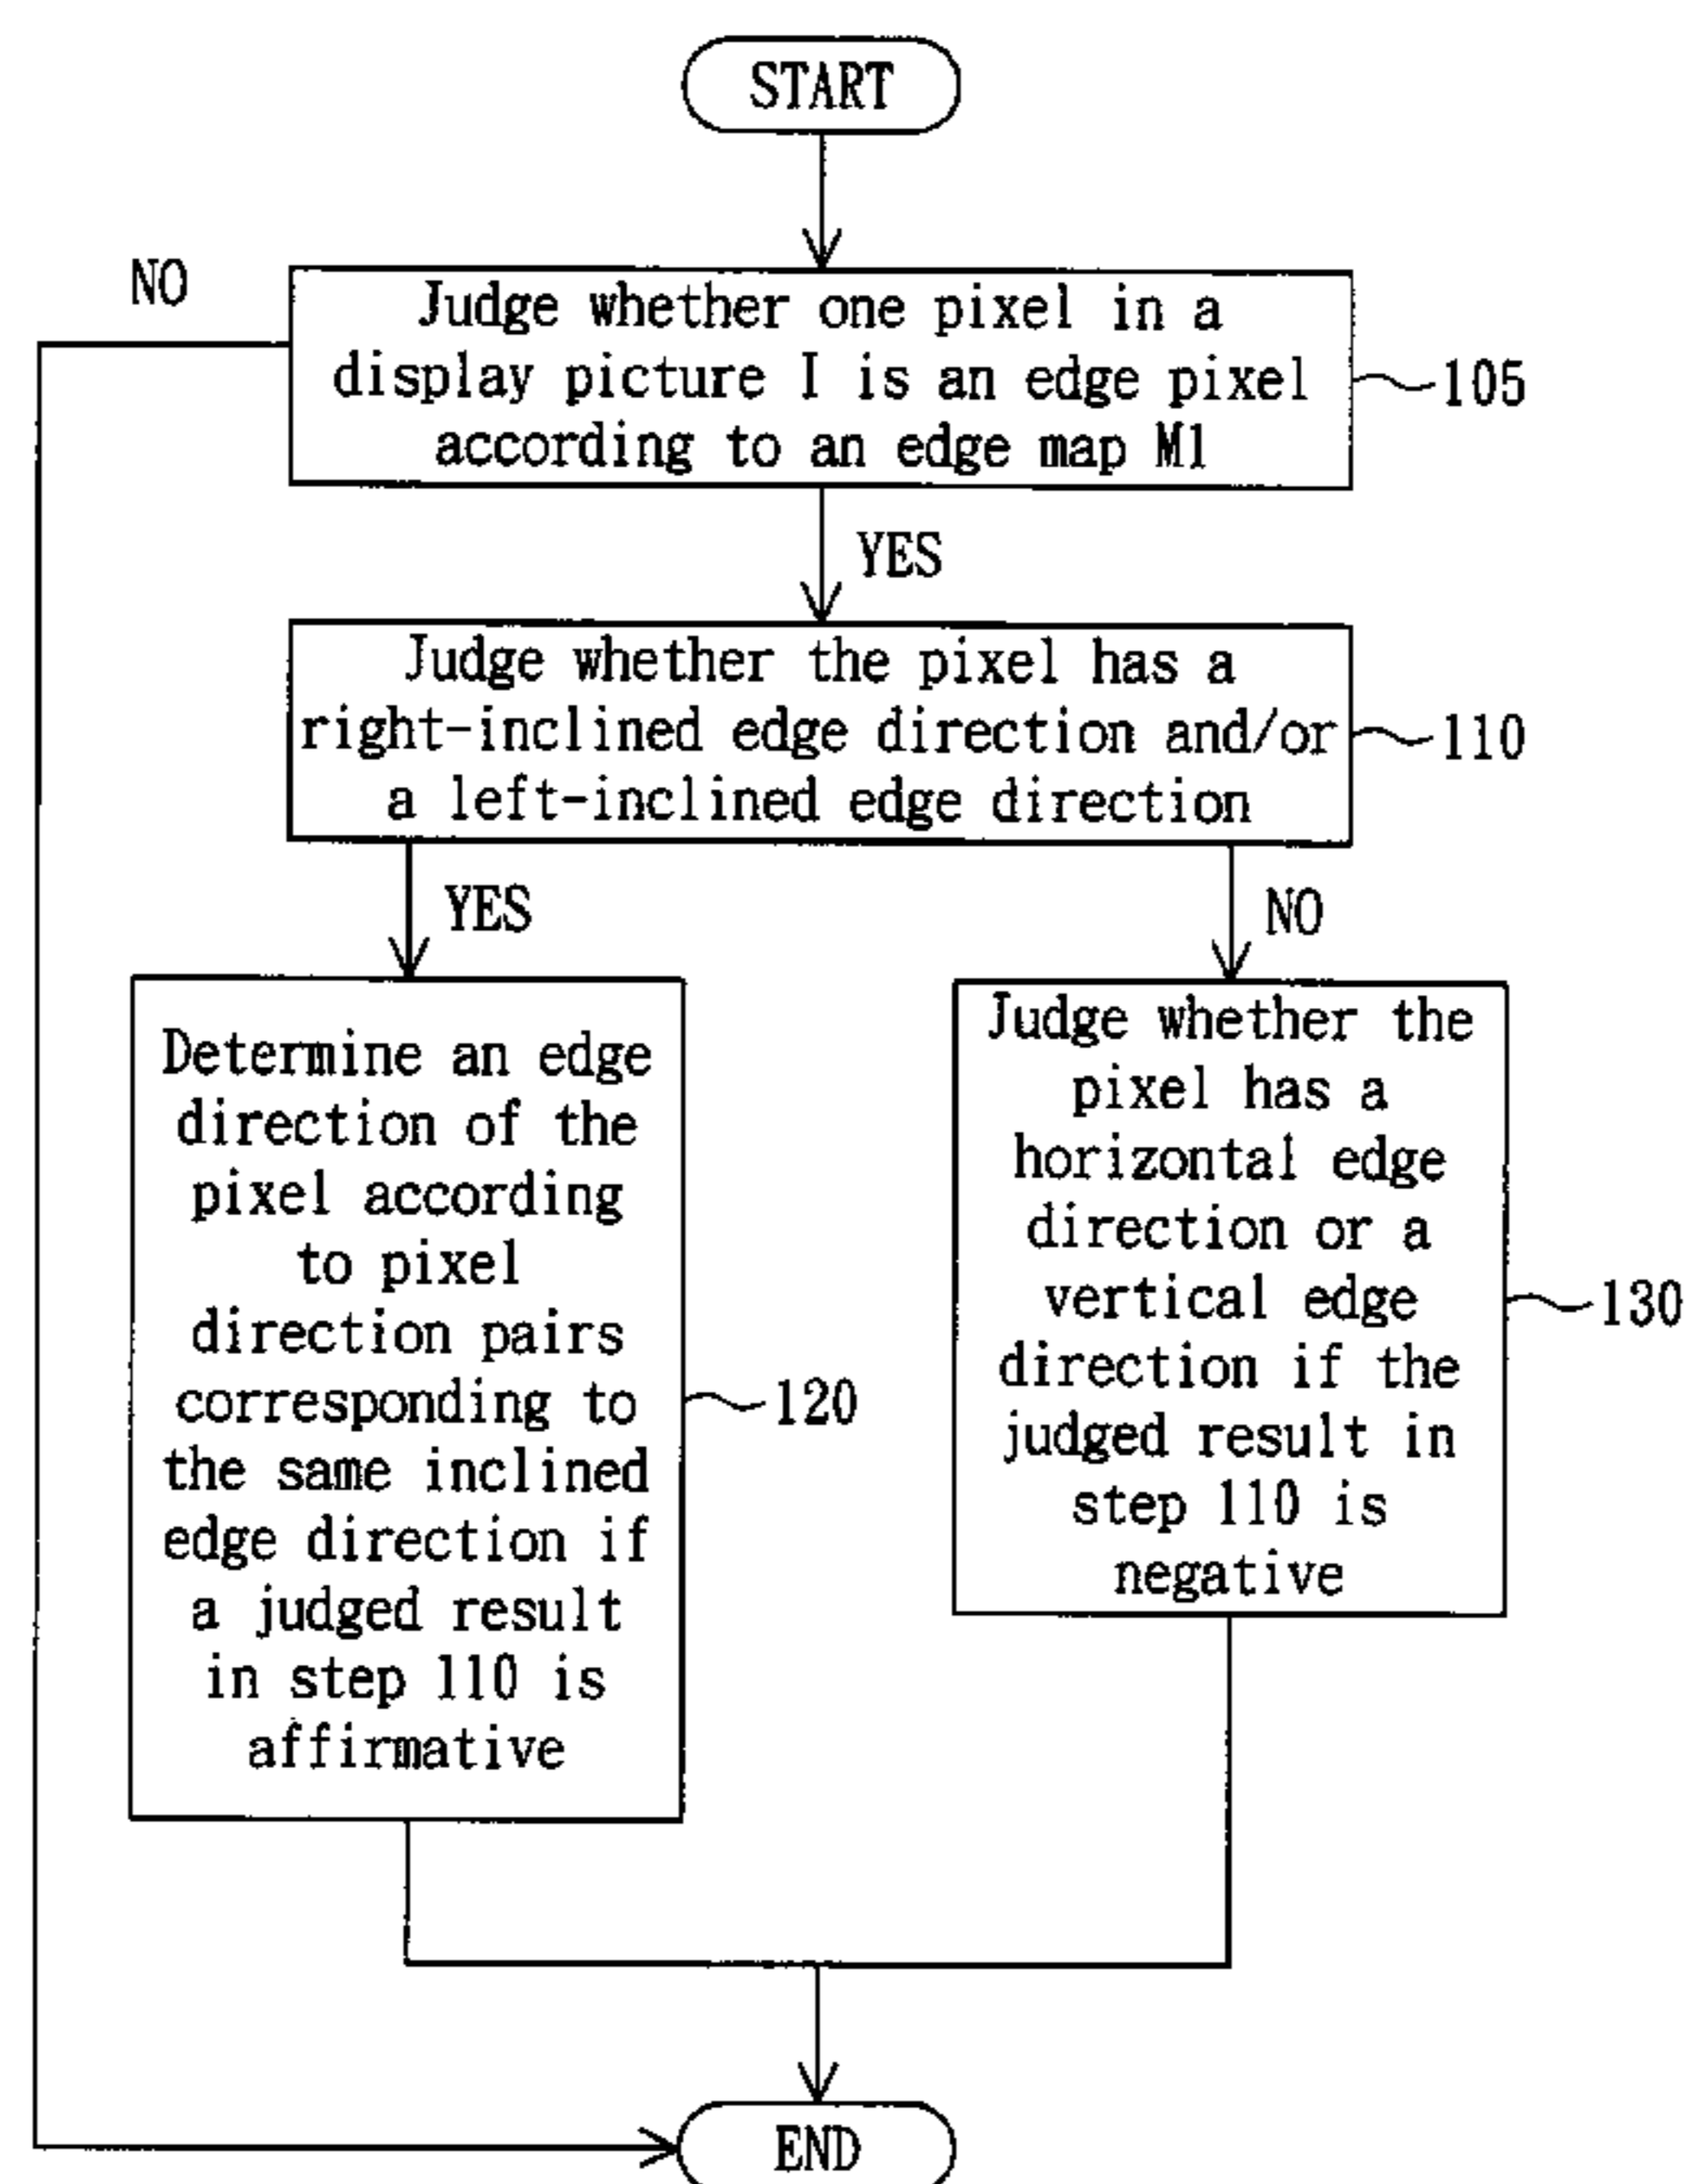 START
NO
Judge whether one pixel in a
display picture I is an edge pixel
according to an edge map M1
105
YES
Judge whether the pixel has a
right-inclined edge direction and/or
a left-inclined edge direction
110
YES
NO
Determine an edge
direction of the
pixel according
to pixel
direction pairs
corresponding to
the same inclined
edge direction if
a judged result
in step 110 is
affirmative
120
Judge whether the
pixel has a
horizontal edge
direction or a
vertical edge
direction if the
judged result in
step 110 is
negative
130
END